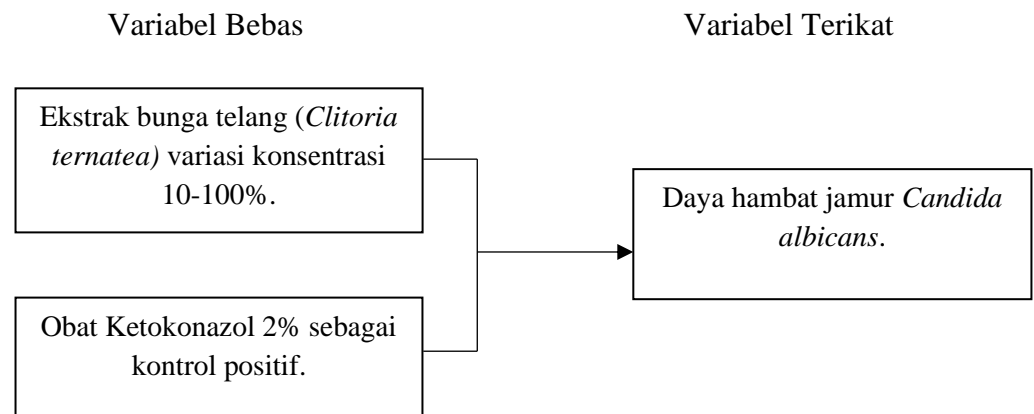 Variabel Bebas
Variabel Terikat
Ekstrak bunga telang (Clitoria
ternatea) variasi konsentrasi
10-100%.
Daya hambat jamur Candida
albicans.
Obat Ketokonazol 2% sebagai
kontrol positif.